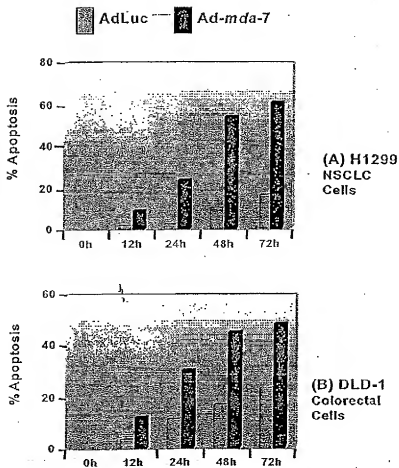 AdLuc Ad-mda-7
80
60
40
20
0
% Apoptosis
0h 12h 24h 48h 72h
(A) H1299
NSCLC
Cells
60
40
20
0
% Apoptosis
0h 12h 24h 48h 72h
(B) DLD-1
Colorectal
Cells